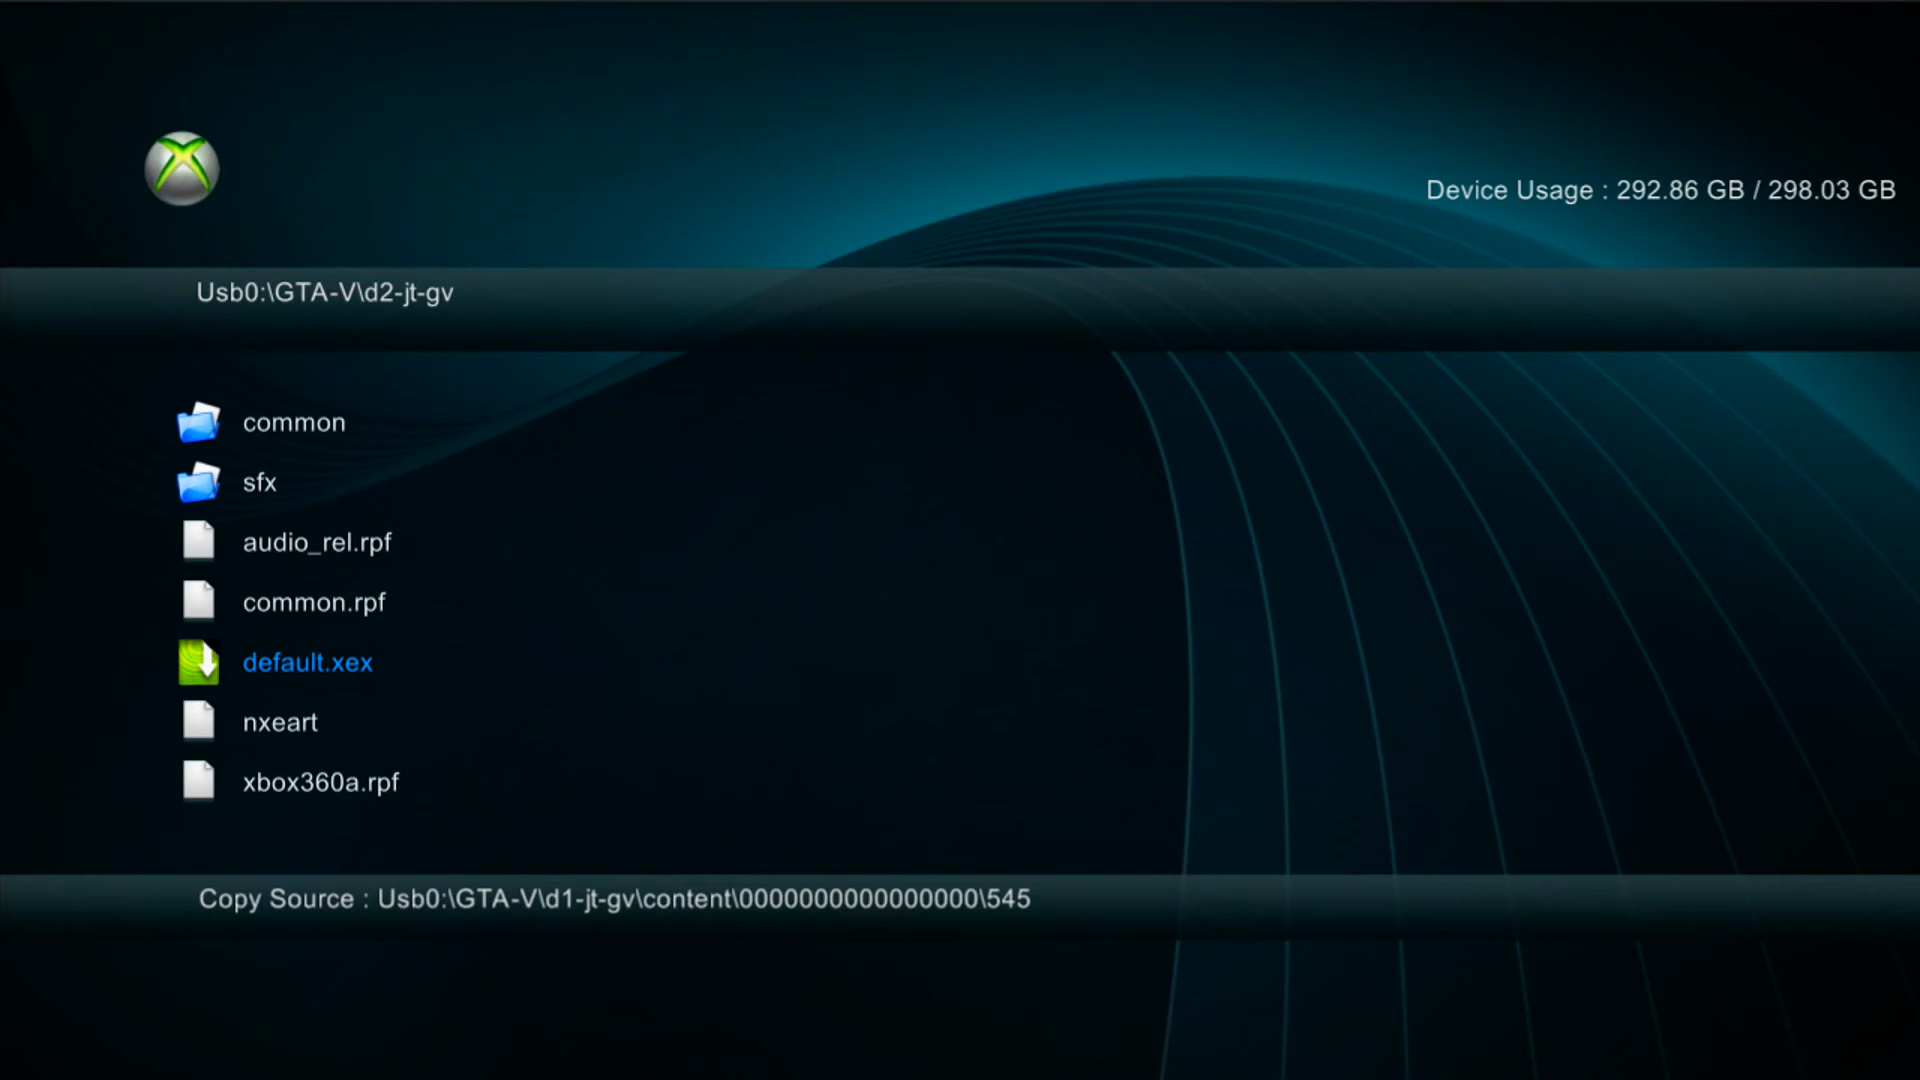 Device Usage : 292.86 GB / 298.03 GB
Usb0:\GTA-V\d2-jt-gv
common
sfx
audio_rel.rpf
common.rpf
default.xex
nxeart
xbox360a.rpf
Copy Source : Usb0:\GTA-V\d1-jt-gv\content\0000000000000000\545